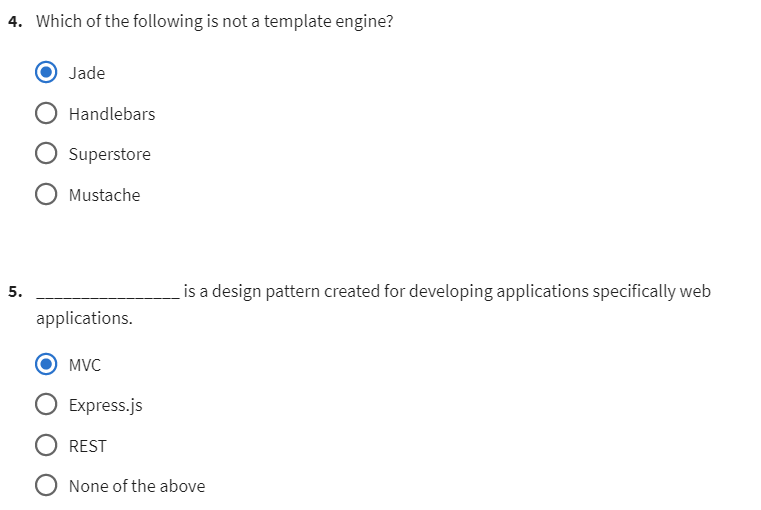 4. Which of the following is not a template engine?
Jade
Handlebars
Superstore
Mustache
5. ________________ is a design pattern created for developing applications specifically web
applications.
MVC
Express.js
REST
None of the above